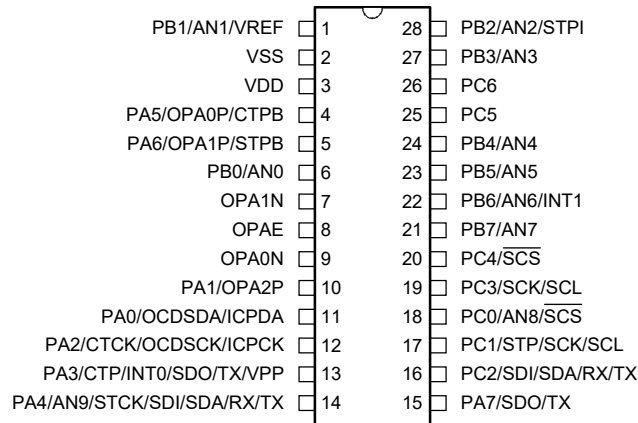 PB1/AN1/VREF 1 28 PB2/AN2/STPI
VSS 2 27 PB3/AN3
VDD 3 26 PC6
PA5/OPA0P/CTPB 4 25 PC5
PA6/OPA1P/STPB 5 24 PB4/AN4
PB0/AN0 6 23 PB5/AN5
OPA1N 7 22 PB6/AN6/INT1
OPAE 8 21 PB7/AN7
OPA0N 9 20 PC4/SCS
PA1/OPA2P 10 19 PC3/SCK/SCL
PA0/OCDSDA/ICPDA 11 18 PC0/AN8/SCS
PA2/CTCK/OCDSCK/ICPCK 12 17 PC1/STP/SCK/SCL
PA3/CTP/INT0/SDO/TX/VPP 13 16 PC2/SDI/SDA/RX/TX
PA4/AN9/STCK/SDI/SDA/RX/TX 14 15 PA7/SDO/TX